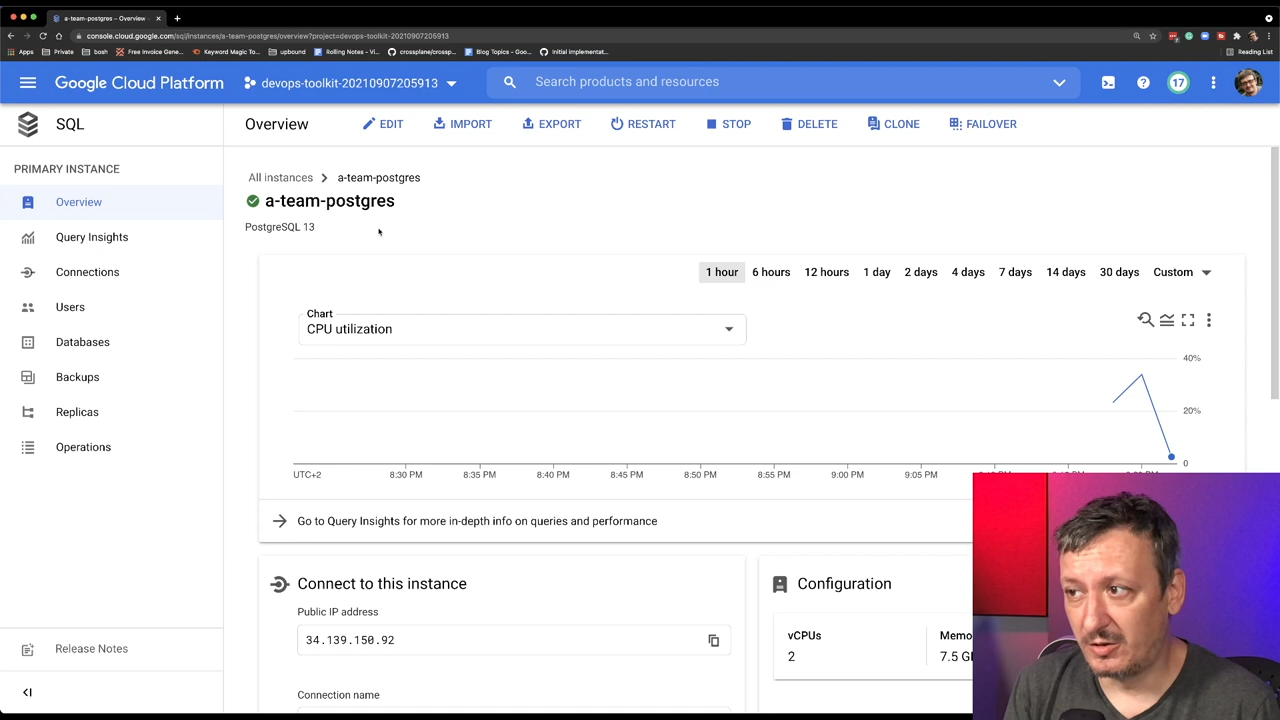 a-team-postgres – Overview –
console.cloud.google.com/sql/instances/a-team-postgres/overview?project=devops-toolkit-20210907205913
Apps Private bosh Free Invoice Gene... Keyword Magic To... upbound Rolling Notes - Vi... crossplane/crossp... Blog Topics - Goo... Initial implementat... Reading List
Google Cloud Platform devops-toolkit-20210907205913 Search products and resources 17
SQL Overview EDIT IMPORT EXPORT RESTART STOP DELETE CLONE FAILOVER
PRIMARY INSTANCE
Overview
Query Insights
Connections
Users
Databases
Backups
Replicas
Operations
Release Notes
All instances a-team-postgres
a-team-postgres
PostgreSQL 13
1 hour 6 hours 12 hours 1 day 2 days 4 days 7 days 14 days 30 days Custom
Chart
CPU utilization
40%
20%
0
UTC+2 8:30 PM 8:35 PM 8:40 PM 8:45 PM 8:50 PM 8:55 PM 9:00 PM 9:05 PM
Go to Query Insights for more in-depth info on queries and performance
Connect to this instance
Public IP address
34.139.150.92
Connection name
Configuration
vCPUs Memo
2 7.5 G